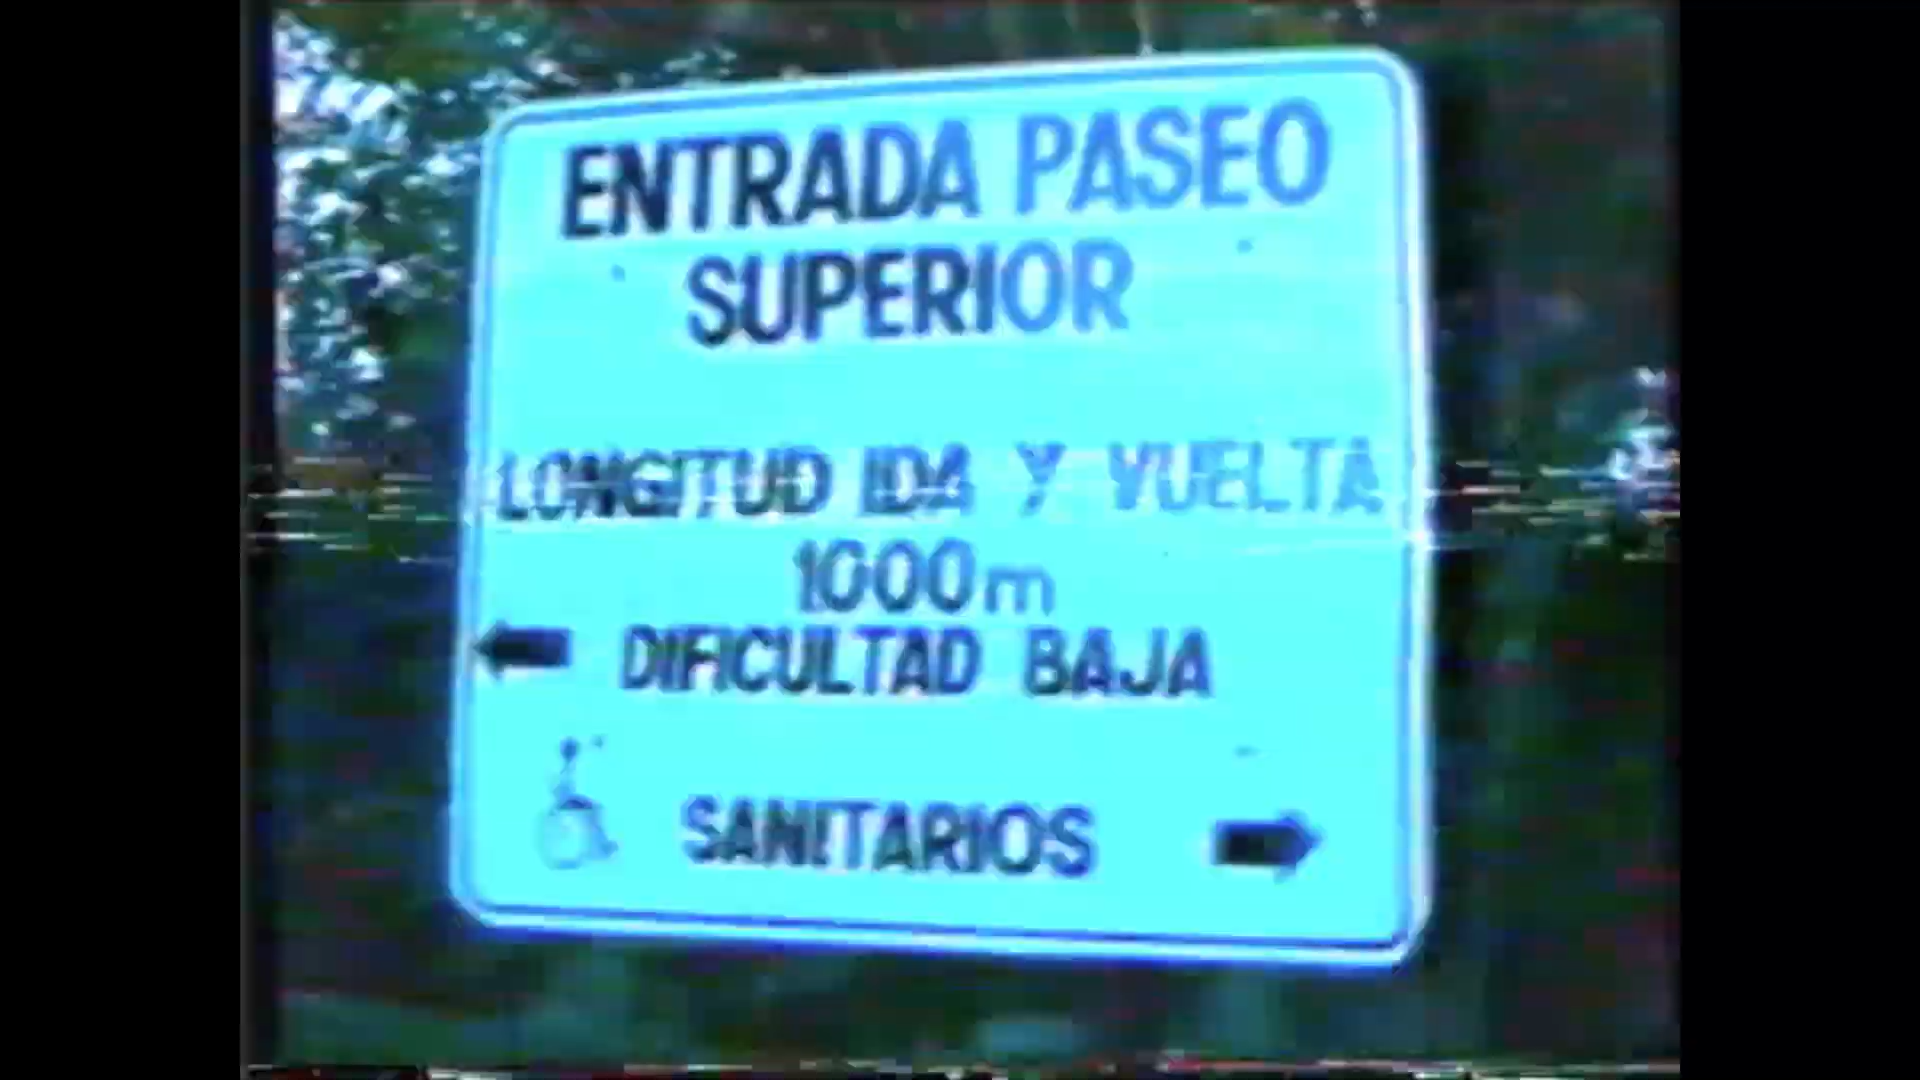 ENTRADA PASEO
SUPERIOR
LONGITUD IDA Y VUELTA
1000m
DIFICULTAD BAJA
SANITARIOS